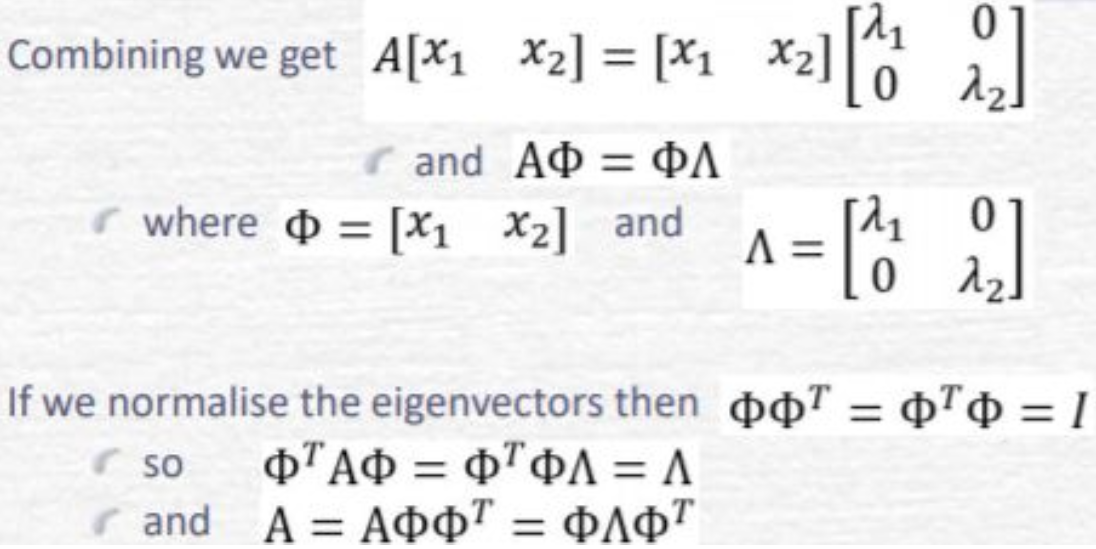 Combining we get A[x₁ x₂] = [x₁ x₂] [λ₁ 0; 0 λ₂]
and AΦ = ΦΛ
where Φ = [x₁ x₂] and Λ = [λ₁ 0; 0 λ₂]
If we normalise the eigenvectors then ΦΦᵀ = ΦᵀΦ = I
so ΦᵀAΦ = ΦᵀΦΛ = Λ
and A = AΦΦᵀ = ΦΛΦᵀ